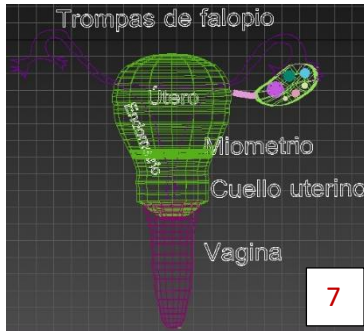 Trompas de falopio
Útero
Endometrio
Miometrio
Cuello uterino
Vagina
7